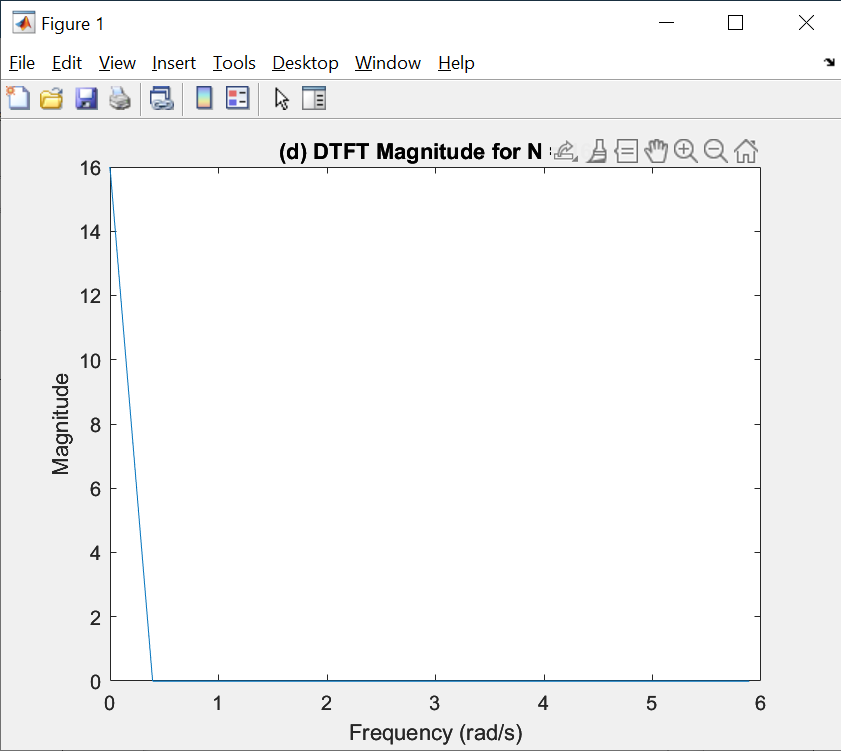 Figure 1
File Edit View Insert Tools Desktop Window Help
(d) DTFT Magnitude for N
16
14
12
10
8
6
4
2
0
Magnitude
0 1 2 3 4 5 6
Frequency (rad/s)